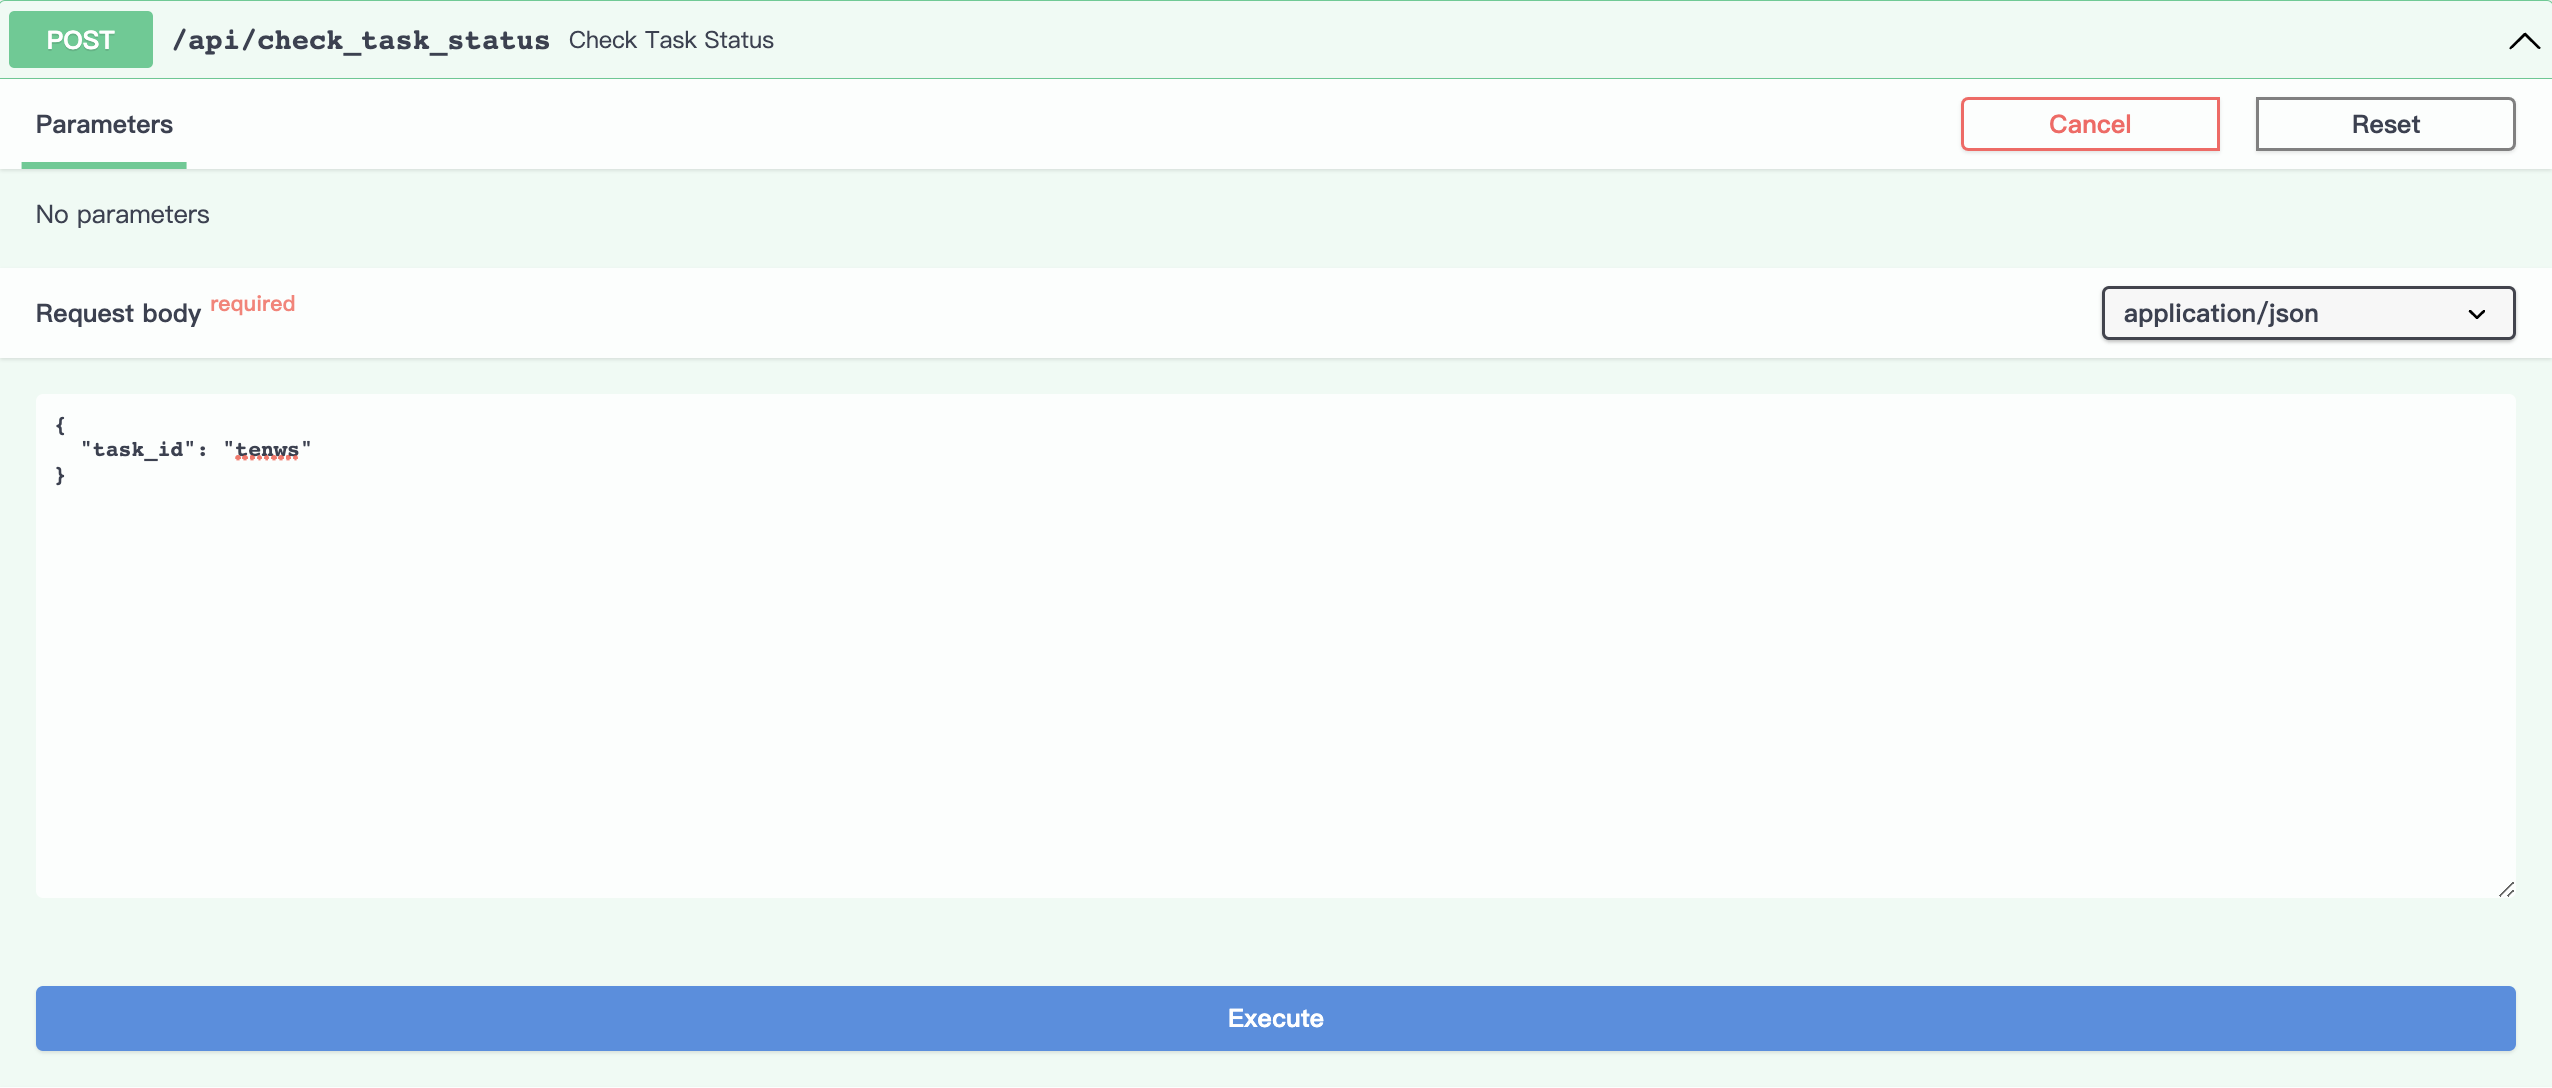 POST /api/check_task_status Check Task Status
Parameters
Cancel
Reset
No parameters
Request body required
application/json
{
  "task_id": "tenws"
}
Execute